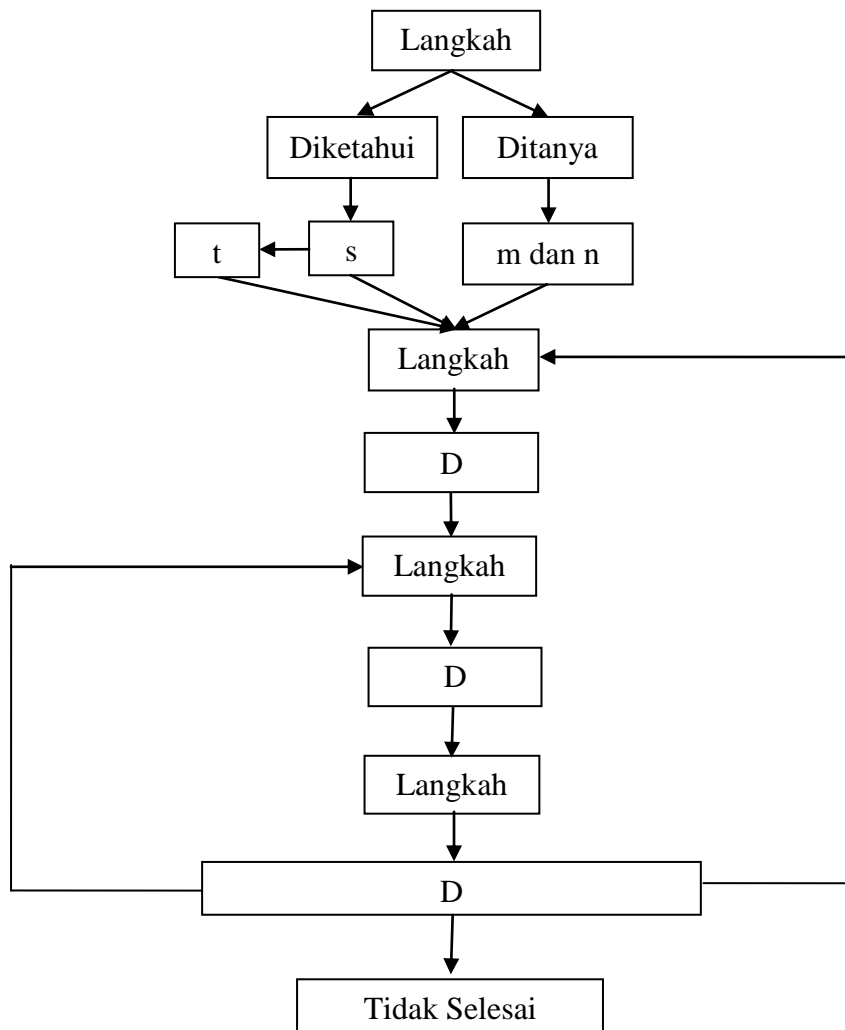 Langkah
Diketahui
Ditanya
t
s
m dan n
Langkah
D
Langkah
D
Langkah
D
Tidak Selesai